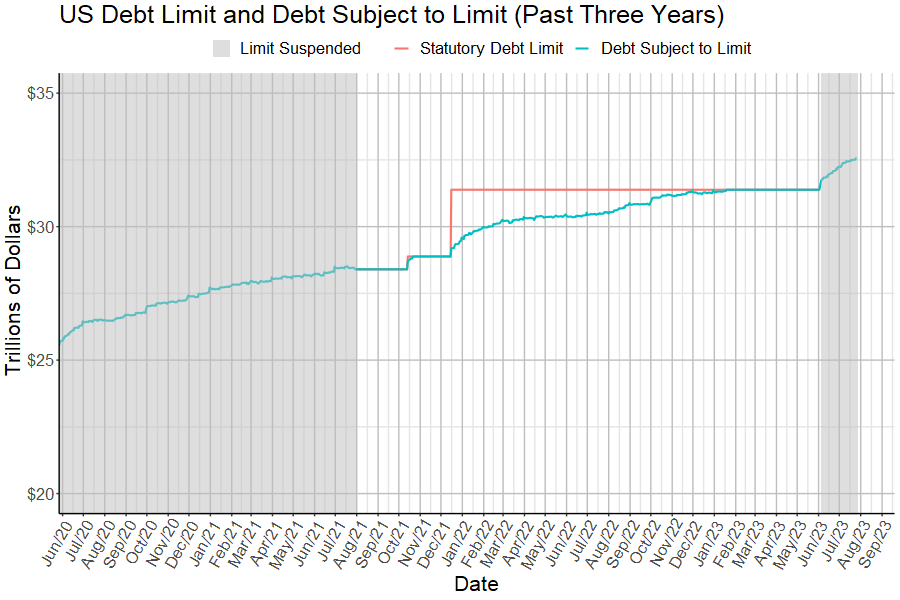 US Debt Limit and Debt Subject to Limit (Past Three Years)
Limit Suspended Statutory Debt Limit Debt Subject to Limit
$35
$30
$25
$20
Trillions of Dollars
Jun/20 Jul/20 Aug/20 Sep/20 Oct/20 Nov/20 Dec/20 Jan/21 Feb/21 Mar/21 Apr/21 May/21 Jun/21 Jul/21 Aug/21 Sep/21 Oct/21 Nov/21 Dec/21 Jan/22 Feb/22 Mar/22 Apr/22 May/22 Jun/22 Jul/22 Aug/22 Sep/22 Oct/22 Nov/22 Dec/22 Jan/23 Feb/23 Mar/23 Apr/23 May/23 Jun/23 Jul/23 Aug/23 Sep/23
Date